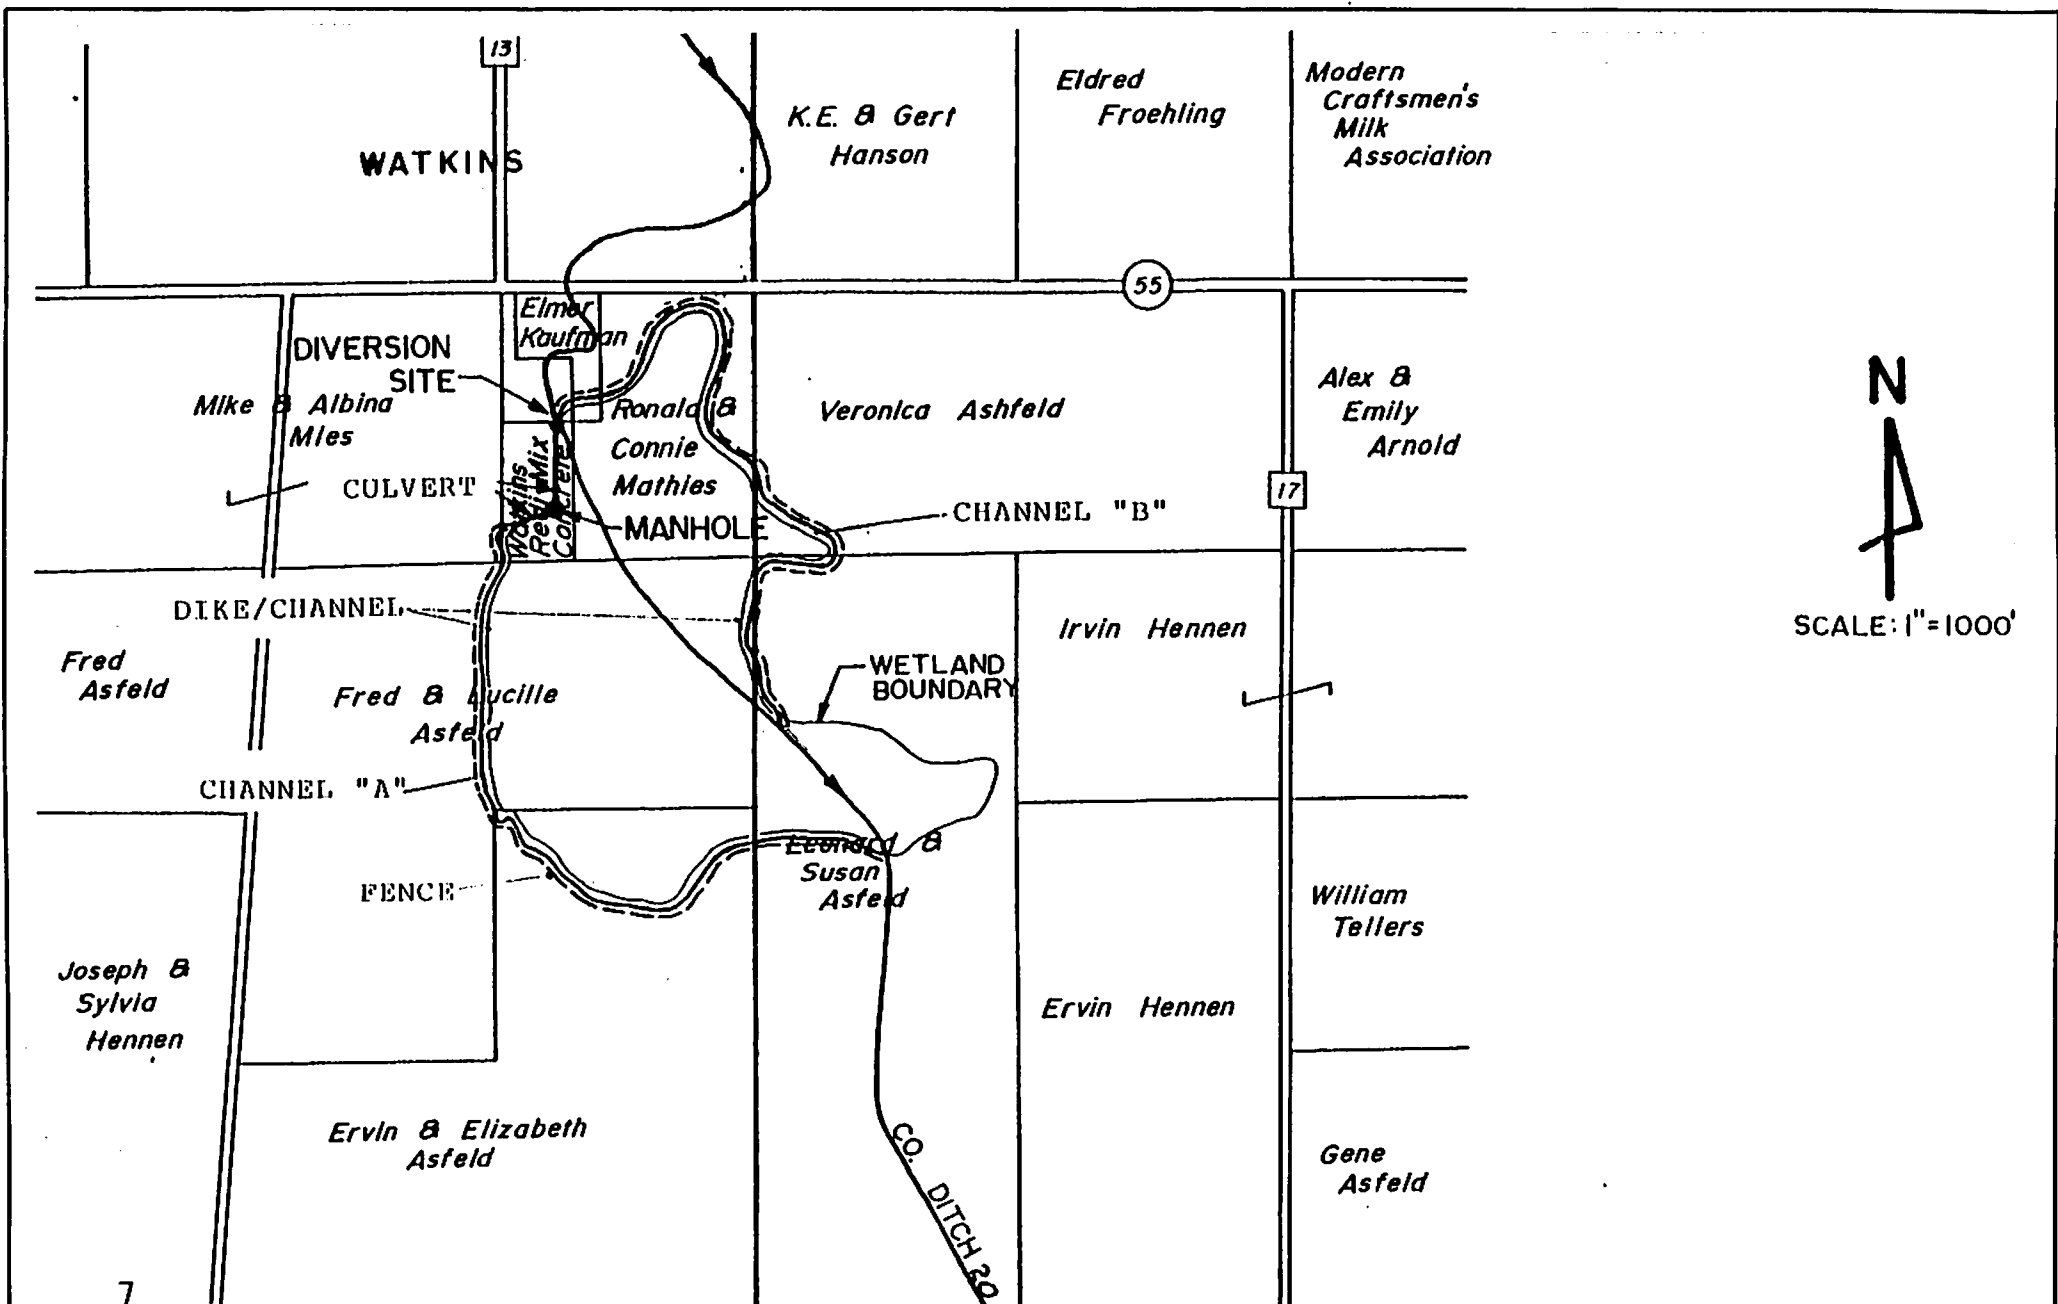 13
WATKINS
K.E. & Gert
Hanson
Eldred
Froehling
Modern
Craftsmen's
Milk
Association
55
Elmer
Kaufman
DIVERSION
SITE
Mike & Albina
Mies
Ronald &
Connie
Mathies
Veronica Ashfeld
Alex &
Emily
Arnold
N
CULVERT
Watkins
Redi Mix
Concrete
MANHOLE
CHANNEL "B"
17
DIKE/CHANNEL
Irvin Hennen
SCALE: 1"=1000'
Fred
Asfeld
Fred & Lucille
Asfeld
WETLAND
BOUNDARY
CHANNEL "A"
Leonard &
Susan
Asfeld
FENCE
William
Tellers
Joseph &
Sylvia
Hennen
Ervin Hennen
Ervin & Elizabeth
Asfeld
CO. DITCH 20
Gene
Asfeld
7